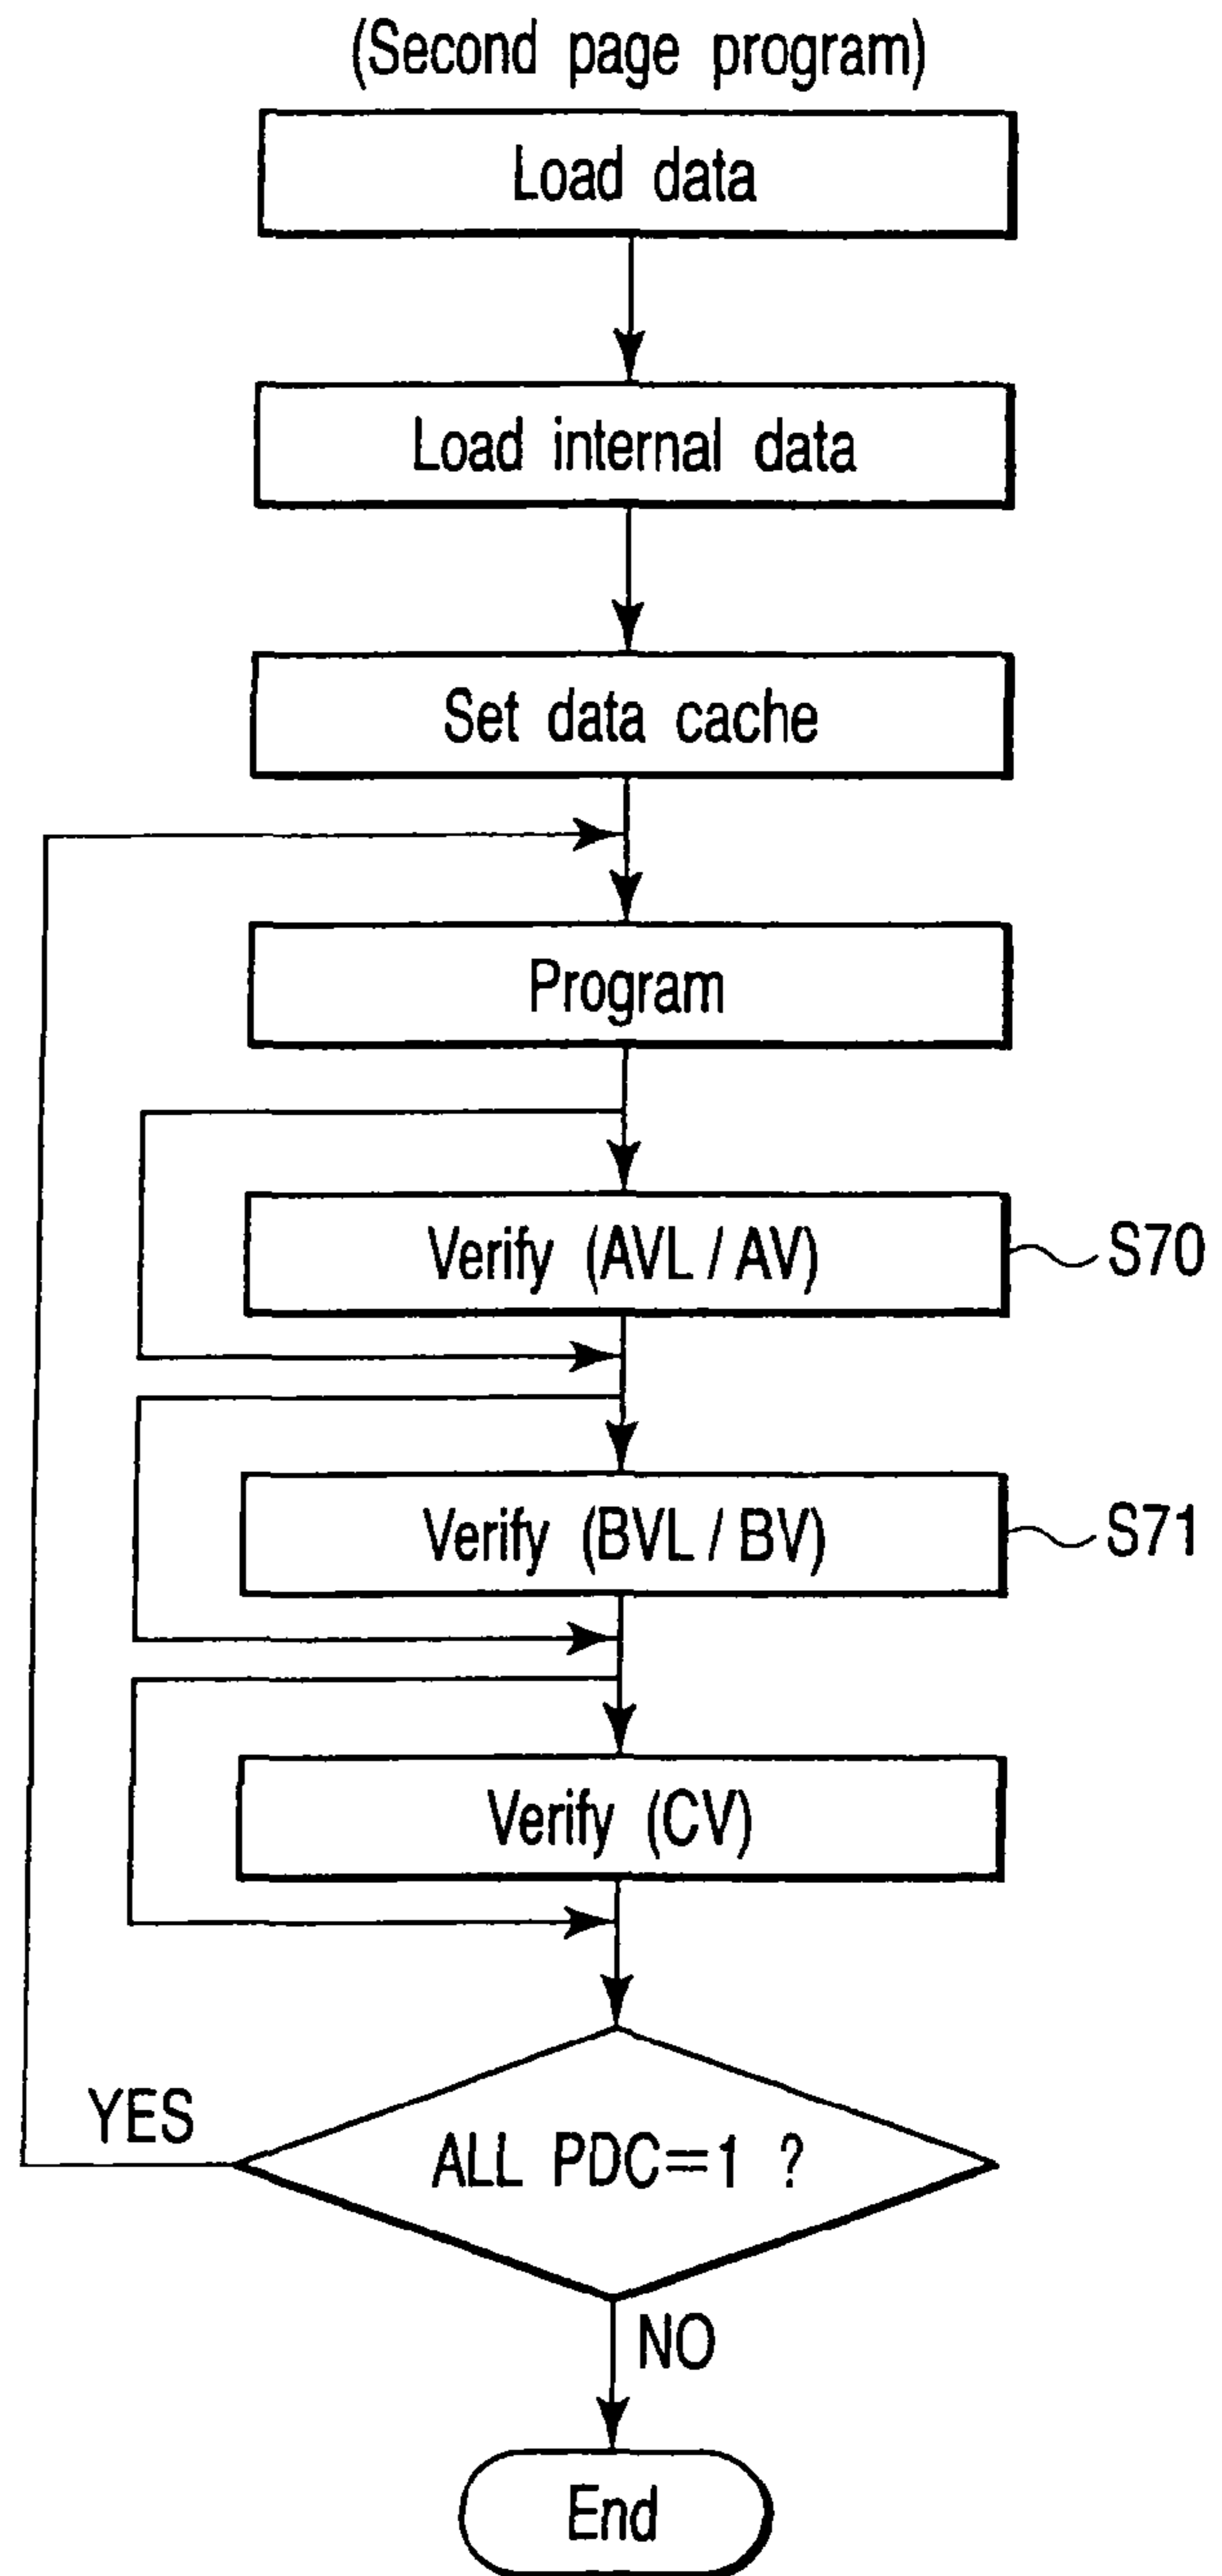 (Second page program)
Load data
Load internal data
Set data cache
Program
Verify (AVL / AV)
S70
Verify (BVL / BV)
S71
Verify (CV)
YES
ALL PDC=1 ?
NO
End